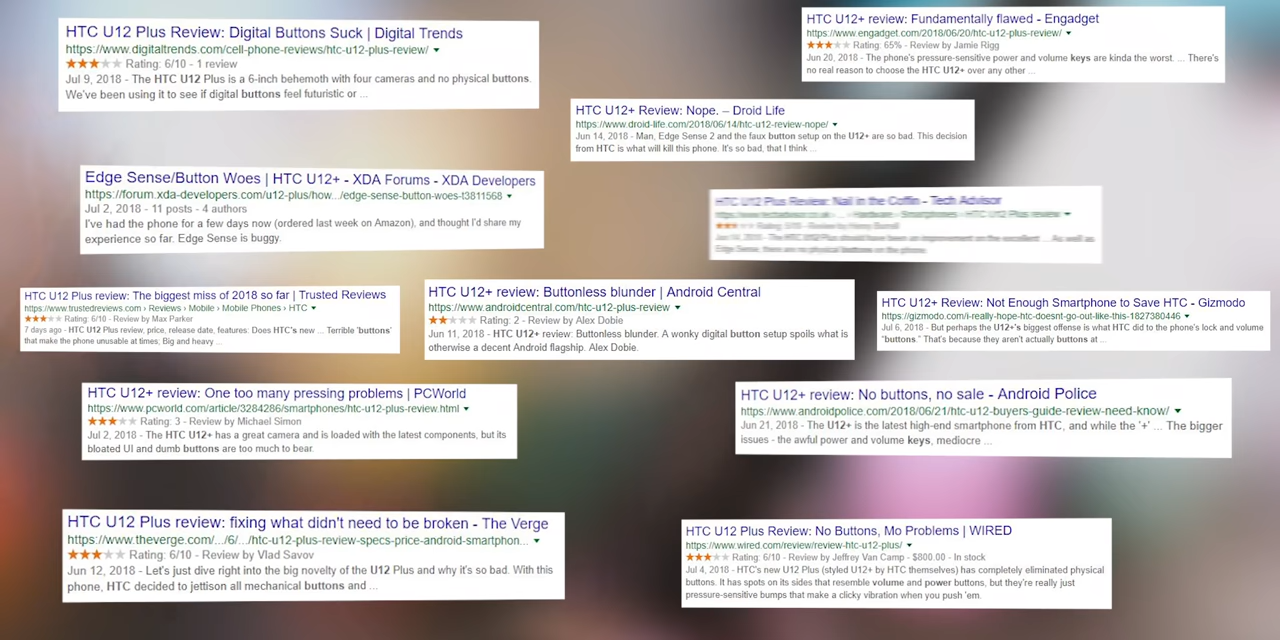 HTC U12 Plus Review: Digital Buttons Suck | Digital Trends
https://www.digitaltrends.com/cell-phone-reviews/htc-u12-plus-review/
Rating: 6/10 - 1 review
Jul 9, 2018 - The HTC U12 Plus is a 6-inch behemoth with four cameras and no physical buttons.
We've been using it to see if digital buttons feel futuristic or ...
HTC U12+ review: Fundamentally flawed - Engadget
https://www.engadget.com/2018/06/20/htc-u12-plus-review/
Rating: 65% - Review by Jamie Rigg
Jun 20, 2018 - The phone's pressure-sensitive power and volume keys are kinda the worst. ... There's
no real reason to choose the HTC U12+ over any other ...
HTC U12+ Review: Nope. – Droid Life
https://www.droid-life.com/2018/06/14/htc-u12-review-nope/
Jun 14, 2018 - Man, Edge Sense 2 and the faux button setup on the U12+ are so bad. This decision
from HTC is what will kill this phone. It's so bad, that I think ...
Edge Sense/Button Woes | HTC U12+ - XDA Forums - XDA Developers
https://forum.xda-developers.com/u12-plus/how.../edge-sense-button-woes-t3811568
Jul 2, 2018 - 11 posts - 4 authors
I've had the phone for a few days now (ordered last week on Amazon), and thought I'd share my
experience so far. Edge Sense is buggy.
HTC U12 Plus Review: Nail in the Coffin - Tech Advisor
HTC U12 Plus review: The biggest miss of 2018 so far | Trusted Reviews
https://www.trustedreviews.com › Reviews › Mobile › Mobile Phones › HTC
Rating: 6/10 - Review by Max Parker
7 days ago - HTC U12 Plus review, price, release date, features: Does HTC's new ... Terrible 'buttons'
that make the phone unusable at times; Big and heavy ...
HTC U12+ review: Buttonless blunder | Android Central
https://www.androidcentral.com/htc-u12-plus-review
Rating: 2 - Review by Alex Dobie
Jun 11, 2018 - HTC U12+ review: Buttonless blunder. A wonky digital button setup spoils what is
otherwise a decent Android flagship. Alex Dobie.
HTC U12+ Review: Not Enough Smartphone to Save HTC - Gizmodo
https://gizmodo.com/i-really-hope-htc-doesnt-go-out-like-this-1827380446
Jul 6, 2018 - But perhaps the U12+'s biggest offense is what HTC did to the phone's lock and volume
"buttons." That's because they aren't actually buttons at ...
HTC U12+ review: One too many pressing problems | PCWorld
https://www.pcworld.com/article/3284286/smartphones/htc-u12-plus-review.html
Rating: 3 - Review by Michael Simon
Jul 2, 2018 - The HTC U12+ has a great camera and is loaded with the latest components, but its
bloated UI and dumb buttons are too much to bear.
HTC U12+ review: No buttons, no sale - Android Police
https://www.androidpolice.com/2018/06/21/htc-u12-buyers-guide-review-need-know/
Jun 21, 2018 - The U12+ is the latest high-end smartphone from HTC, and while the '+' ... The bigger
issues - the awful power and volume keys, mediocre ...
HTC U12 Plus review: fixing what didn't need to be broken - The Verge
https://www.theverge.com/.../6/.../htc-u12-plus-review-specs-price-android-smartphon...
Rating: 6/10 - Review by Vlad Savov
Jun 12, 2018 - Let's just dive right into the big novelty of the U12 Plus and why it's so bad. With this
phone, HTC decided to jettison all mechanical buttons and ...
HTC U12 Plus Review: No Buttons, Mo Problems | WIRED
https://www.wired.com/review/review-htc-u12-plus/
Rating: 6/10 - Review by Jeffrey Van Camp - $800.00 - In stock
Jul 4, 2018 - HTC's new U12 Plus (styled U12+ by HTC themselves) has completely eliminated physical
buttons. It has spots on its sides that resemble volume and power buttons, but they're really just
pressure-sensitive bumps that make a clicky vibration when you push 'em.